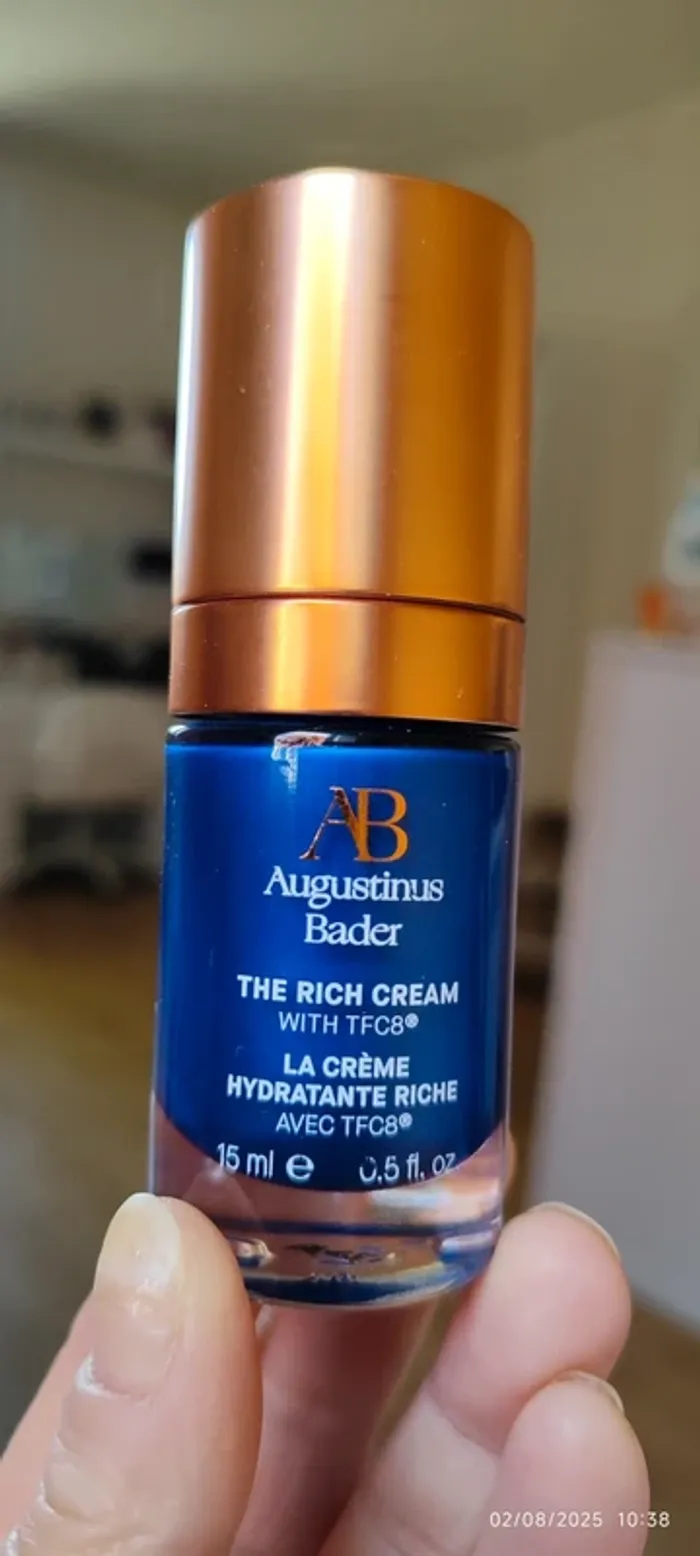 AB
Augustinus
Bader
THE RICH CREAM
WITH TFC8®
LA CRÈME
HYDRATANTE RICHE
AVEC TFC8®
15 ml ℮ 0.5 fl. oz
02/08/2025 10:38